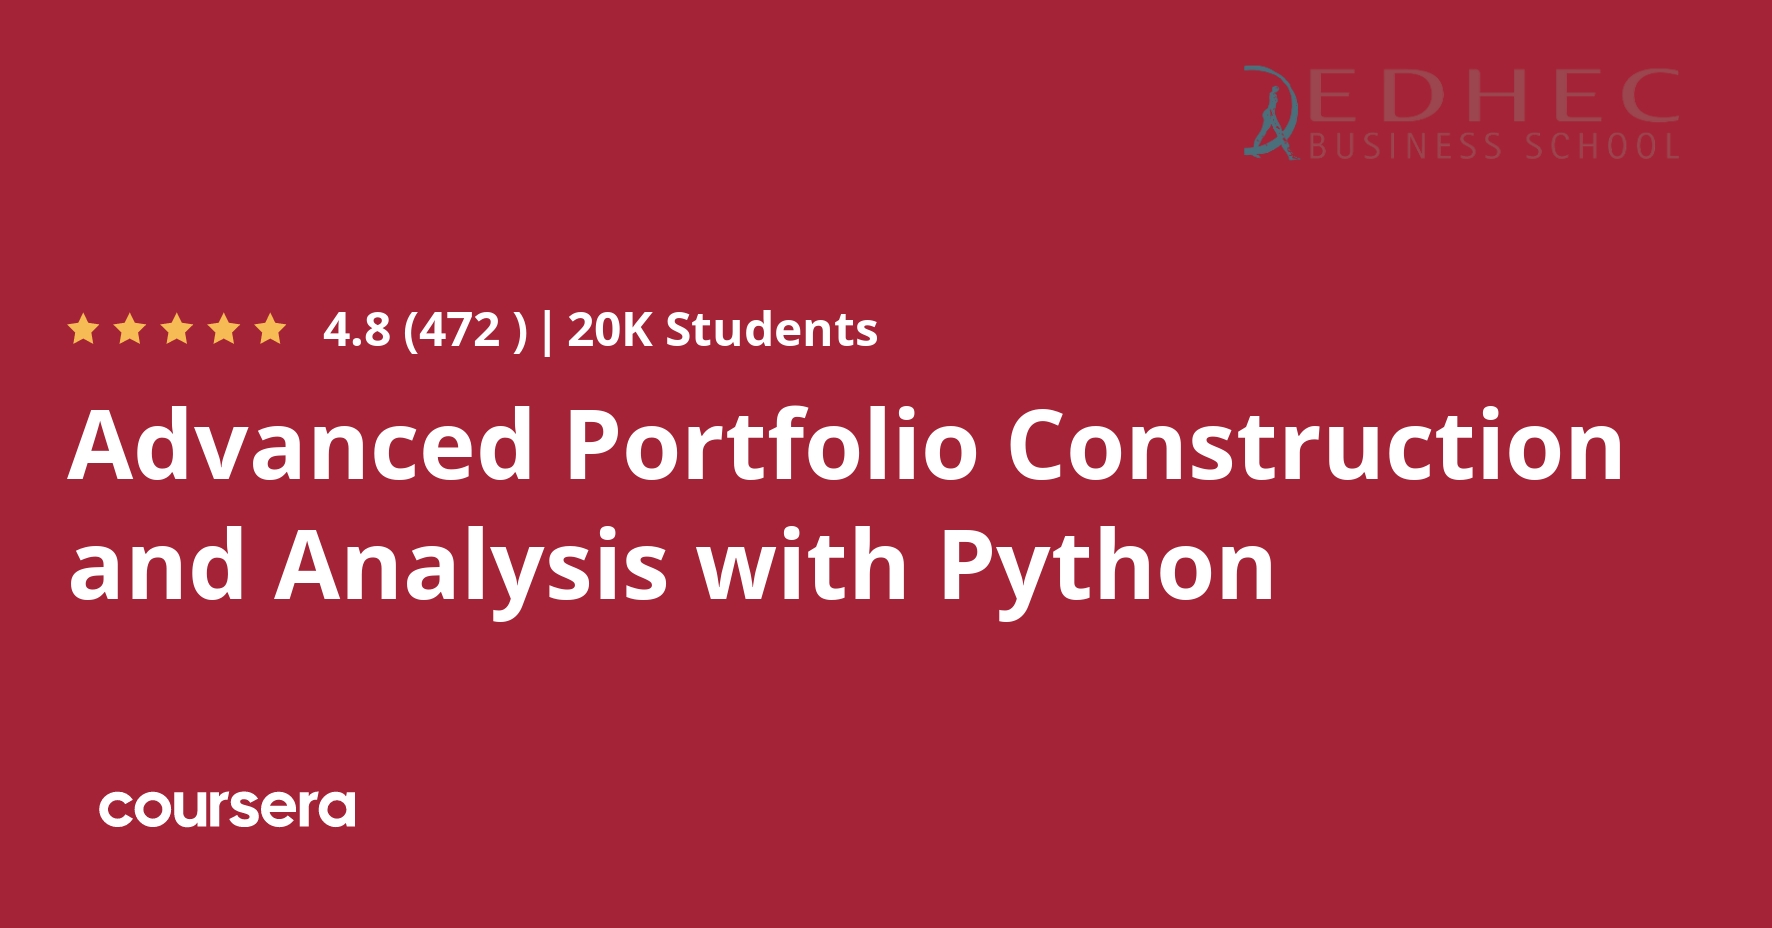 EDHEC
BUSINESS SCHOOL
4.8 (472 ) | 20K Students
Advanced Portfolio Construction
and Analysis with Python
coursera